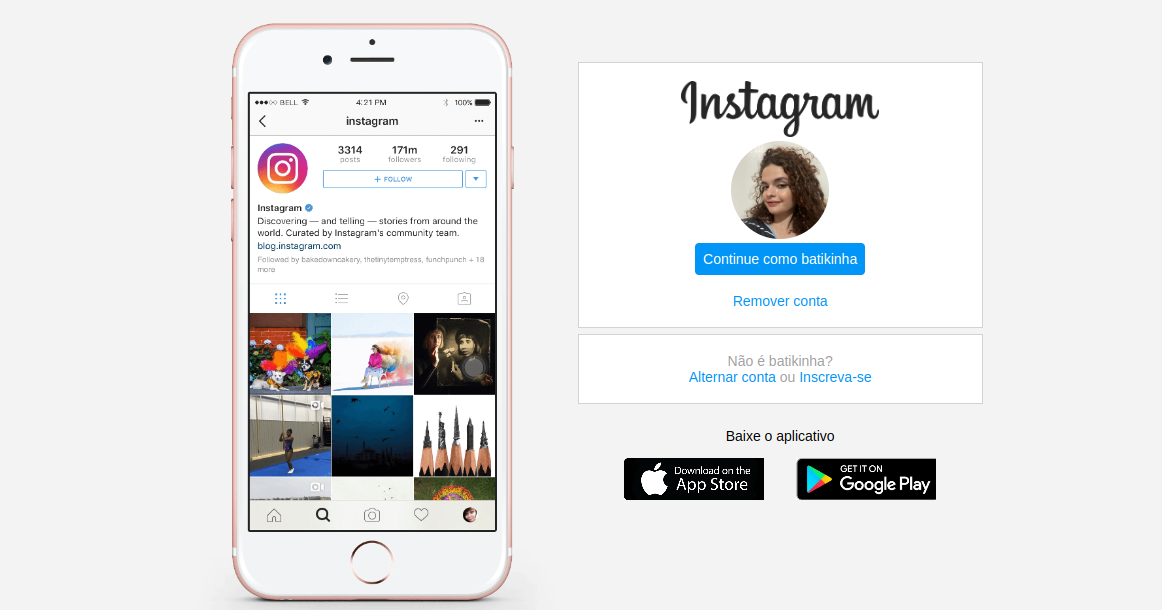 ●●●○○ BELL 4:21 PM 100%
instagram
3314 171m 291
posts followers following
+ FOLLOW
Instagram
Discovering — and telling — stories from around the
world. Curated by Instagram's community team.
blog.instagram.com
Followed by bakedowncakery, thetinytemptress, funchpunch + 18
more
Instagram
Continue como batikinha
Remover conta
Não é batikinha?
Alternar conta ou Inscreva-se
Baixe o aplicativo
Download on the
App Store
GET IT ON
Google Play